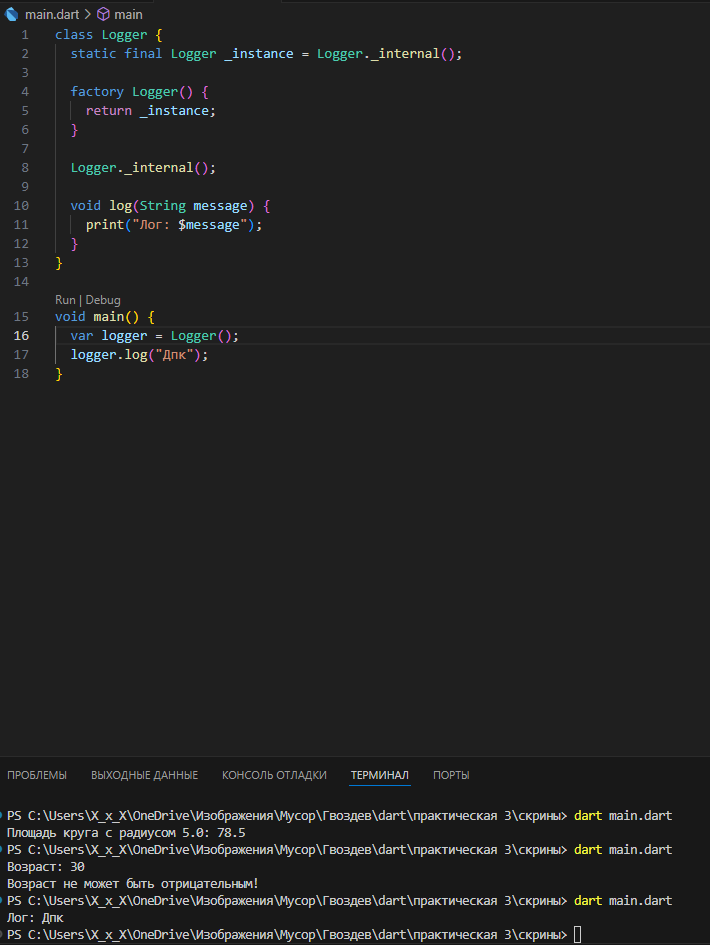 main.dart > main
1 class Logger {
2 static final Logger _instance = Logger._internal();
3
4 factory Logger() {
5 return _instance;
6 }
7
8 Logger._internal();
9
10 void log(String message) {
11 print("Лог: $message");
12 }
13 }
14
Run | Debug
15 void main() {
16 var logger = Logger();
17 logger.log("Дпк");
18 }
ПРОБЛЕМЫ ВЫХОДНЫЕ ДАННЫЕ КОНСОЛЬ ОТЛАДКИ ТЕРМИНАЛ ПОРТЫ
PS C:\Users\X_x_X\OneDrive\Изображения\Мусор\Гвоздев\dart\практическая 3\скрины> dart main.dart
Площадь круга с радиусом 5.0: 78.5
PS C:\Users\X_x_X\OneDrive\Изображения\Мусор\Гвоздев\dart\практическая 3\скрины> dart main.dart
Возраст: 30
Возраст не может быть отрицательным!
PS C:\Users\X_x_X\OneDrive\Изображения\Мусор\Гвоздев\dart\практическая 3\скрины> dart main.dart
Лог: Дпк
PS C:\Users\X_x_X\OneDrive\Изображения\Мусор\Гвоздев\dart\практическая 3\скрины>